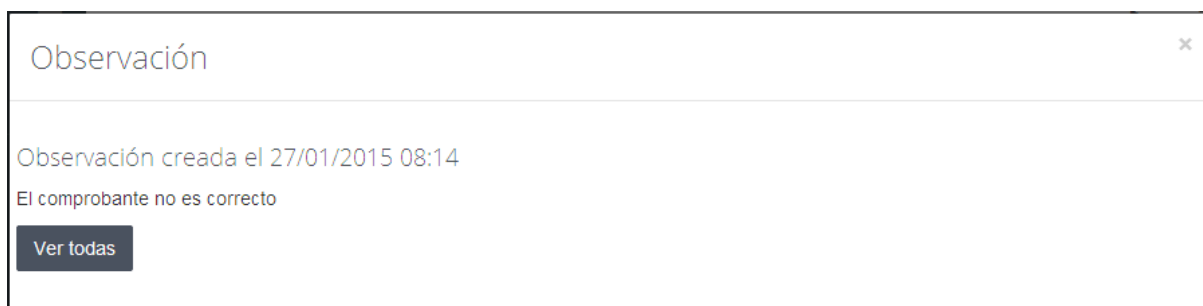 Observación
×
Observación creada el 27/01/2015 08:14
El comprobante no es correcto
Ver todas